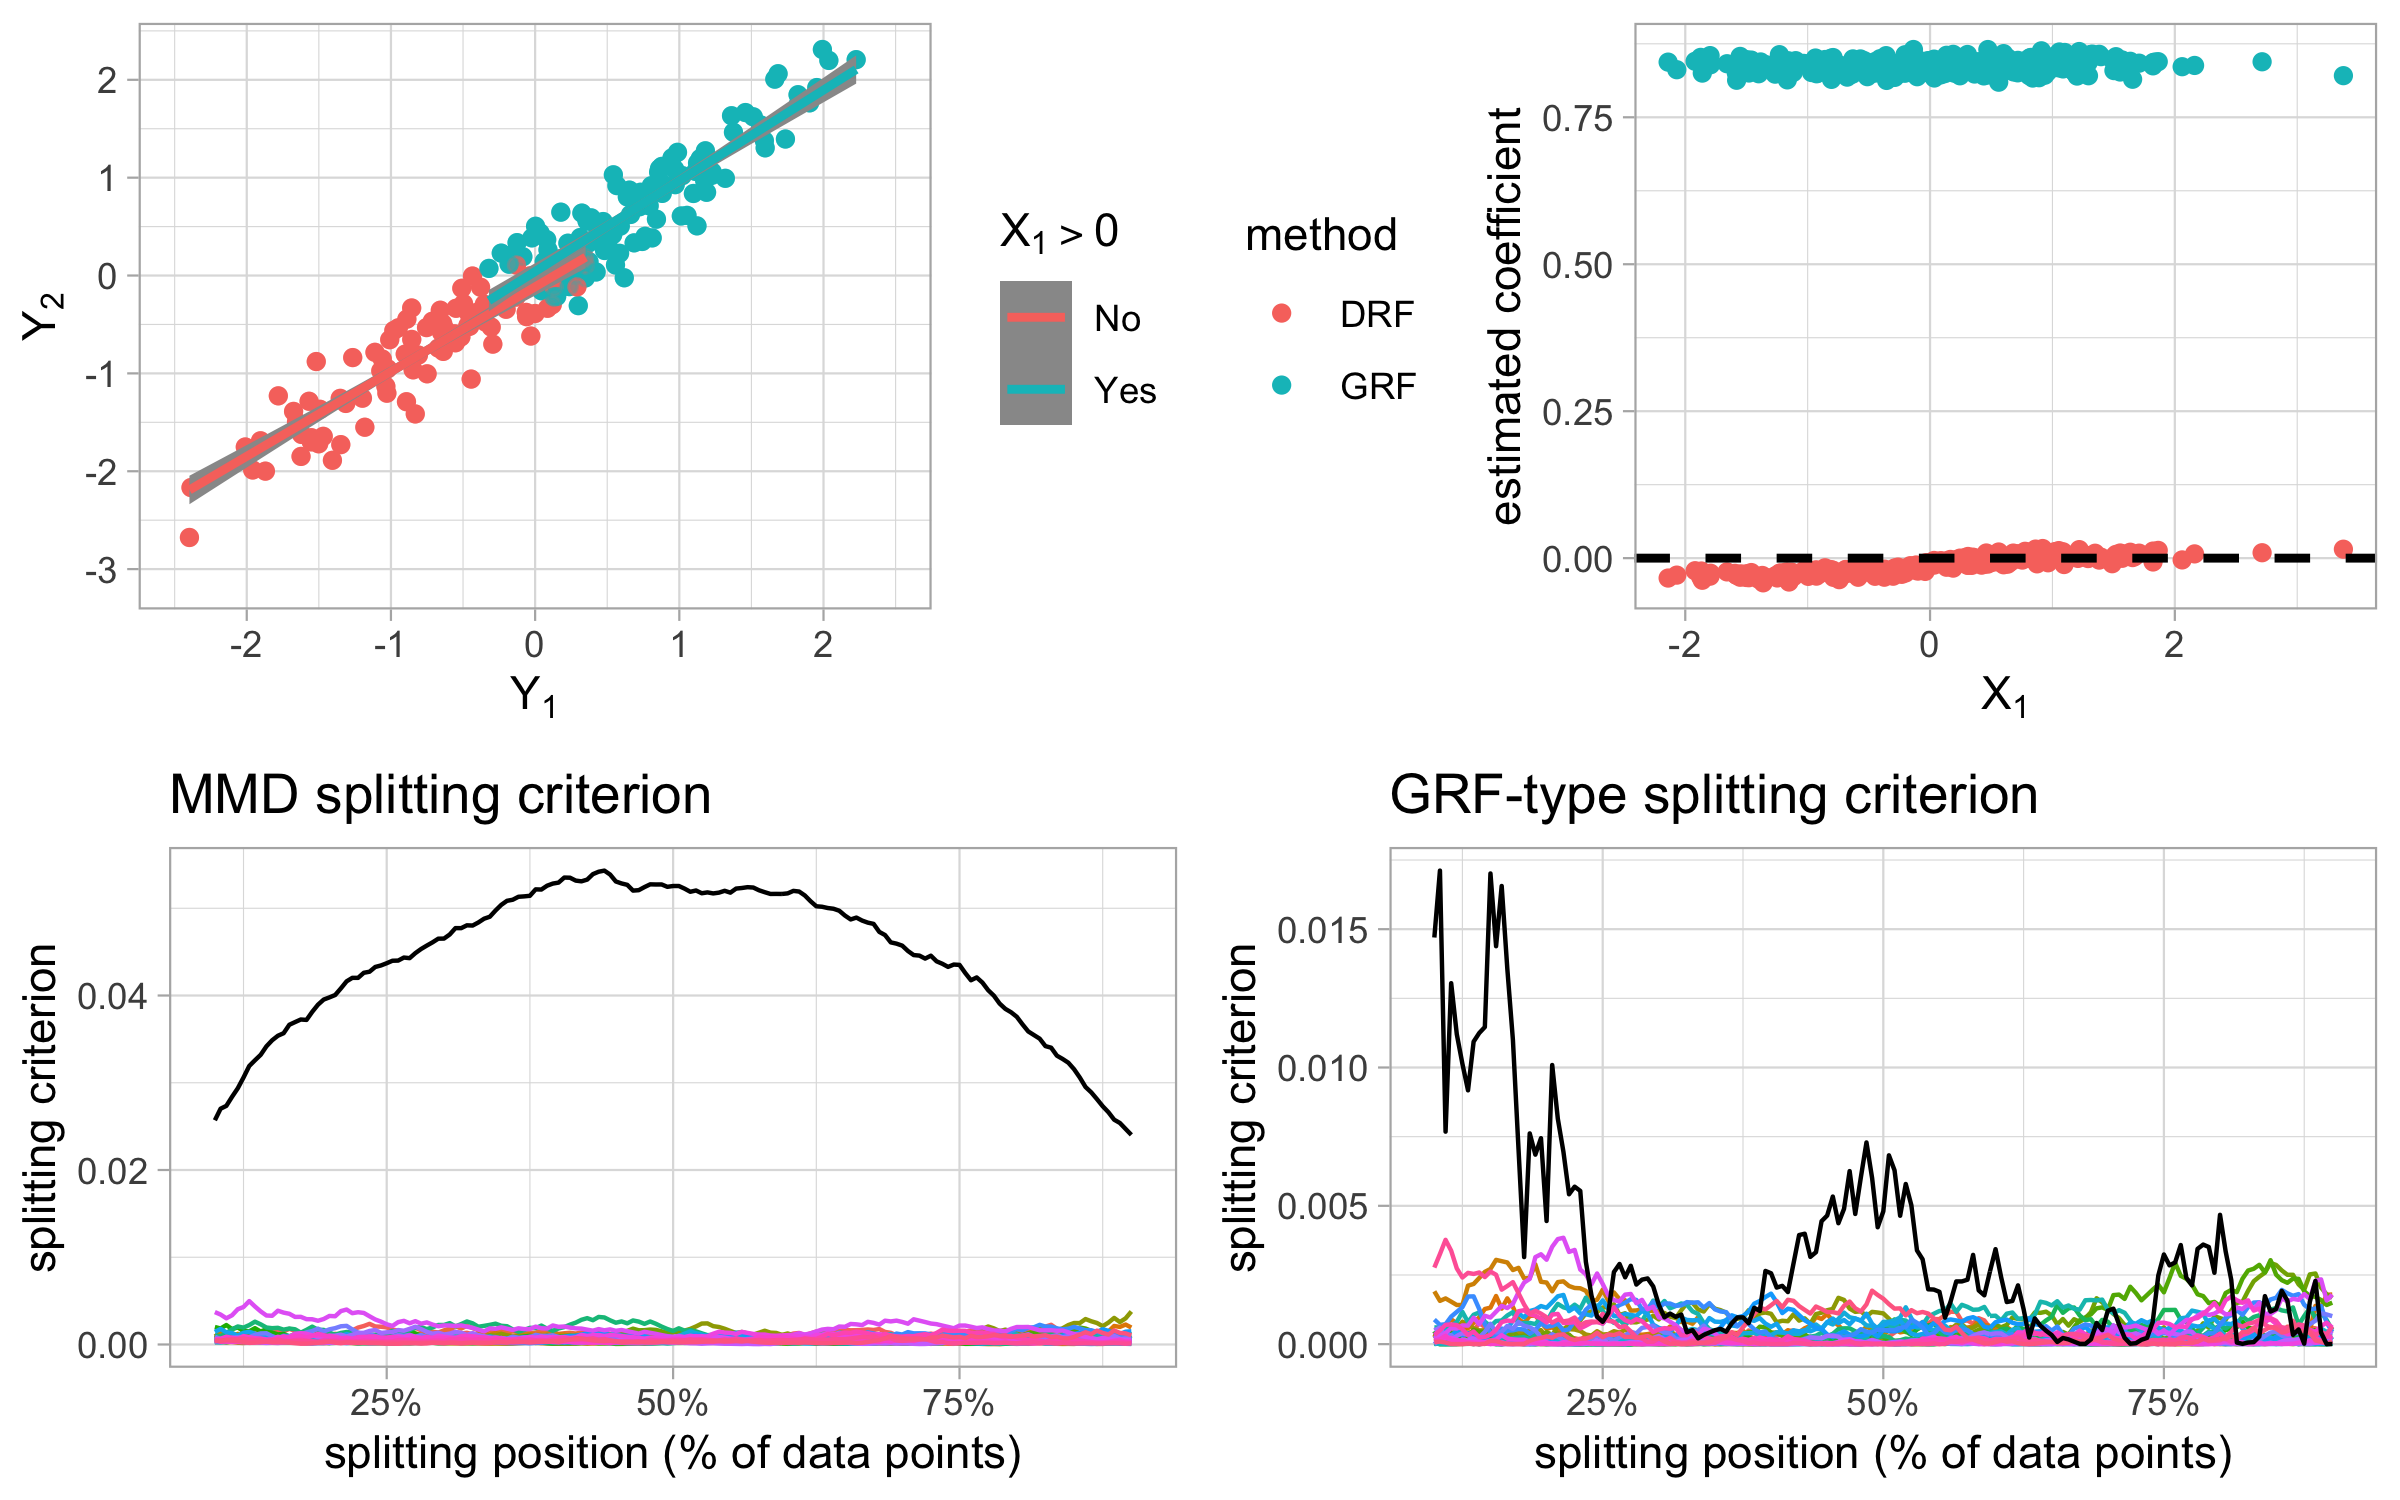 2
1
0
-1
-2
-3
Y2
-2
-1
0
1
2
Y1
X1 > 0
No
Yes
method
DRF
GRF
0.75
0.50
0.25
0.00
estimated coefficient
-2
0
2
X1
MMD splitting criterion
0.04
0.02
0.00
splitting criterion
25%
50%
75%
splitting position (% of data points)
GRF-type splitting criterion
0.015
0.010
0.005
0.000
splitting criterion
25%
50%
75%
splitting position (% of data points)